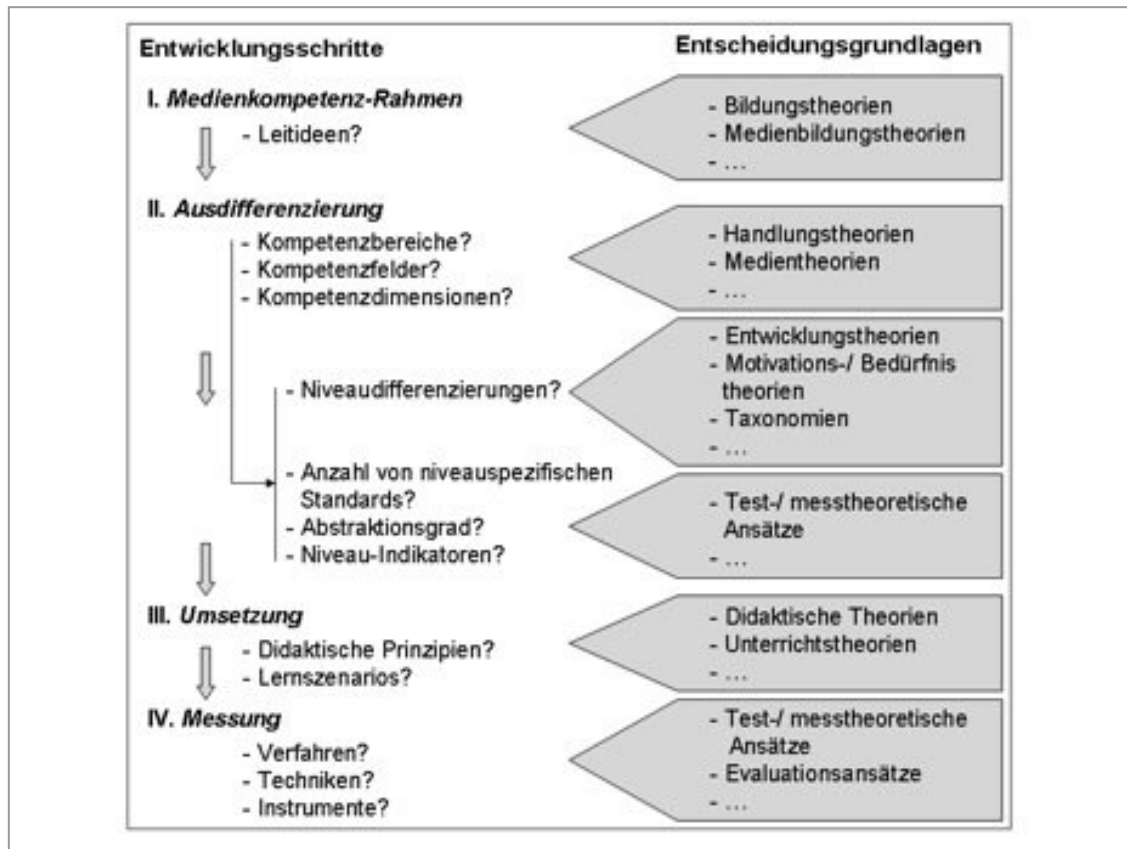 Entwicklungsschritte
Entscheidungsgrundlagen
I. Medienkompetenz-Rahmen
- Leitideen?
- Bildungstheorien
- Medienbildungstheorien
- ...
II. Ausdifferenzierung
- Kompetenzbereiche?
- Kompetenzfelder?
- Kompetenzdimensionen?
- Handlungstheorien
- Medientheorien
- ...
- Niveaudifferenzierungen?
- Entwicklungstheorien
- Motivations-/ Bedürfnis
theorien
- Taxonomien
- ...
- Anzahl von niveauspezifischen
Standards?
- Abstraktionsgrad?
- Niveau-Indikatoren?
- Test-/ messtheoretische
Ansätze
- ...
III. Umsetzung
- Didaktische Prinzipien?
- Lernszenarios?
- Didaktische Theorien
- Unterrichtstheorien
- ...
IV. Messung
- Verfahren?
- Techniken?
- Instrumente?
- Test-/ messtheoretische
Ansätze
- Evaluationsansätze
- ...